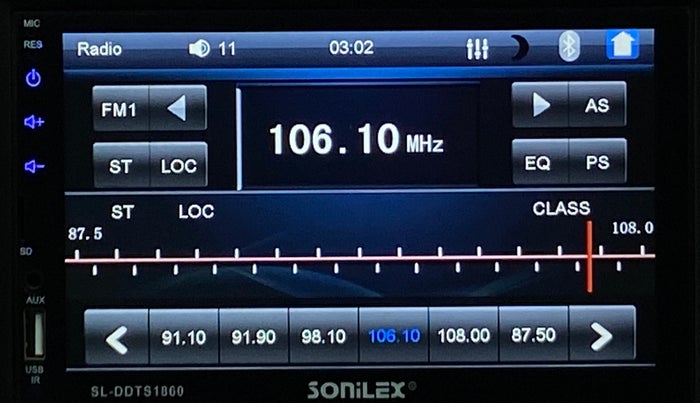 MIC
RES
Radio 11 03:02
FM1 AS
106.10 MHz
ST LOC EQ PS
ST LOC CLASS
87.5 108.0
SD
AUX
91.10 91.90 98.10 106.10 108.00 87.50
USB
IR
SL-DDTS1860 SONiLEX®